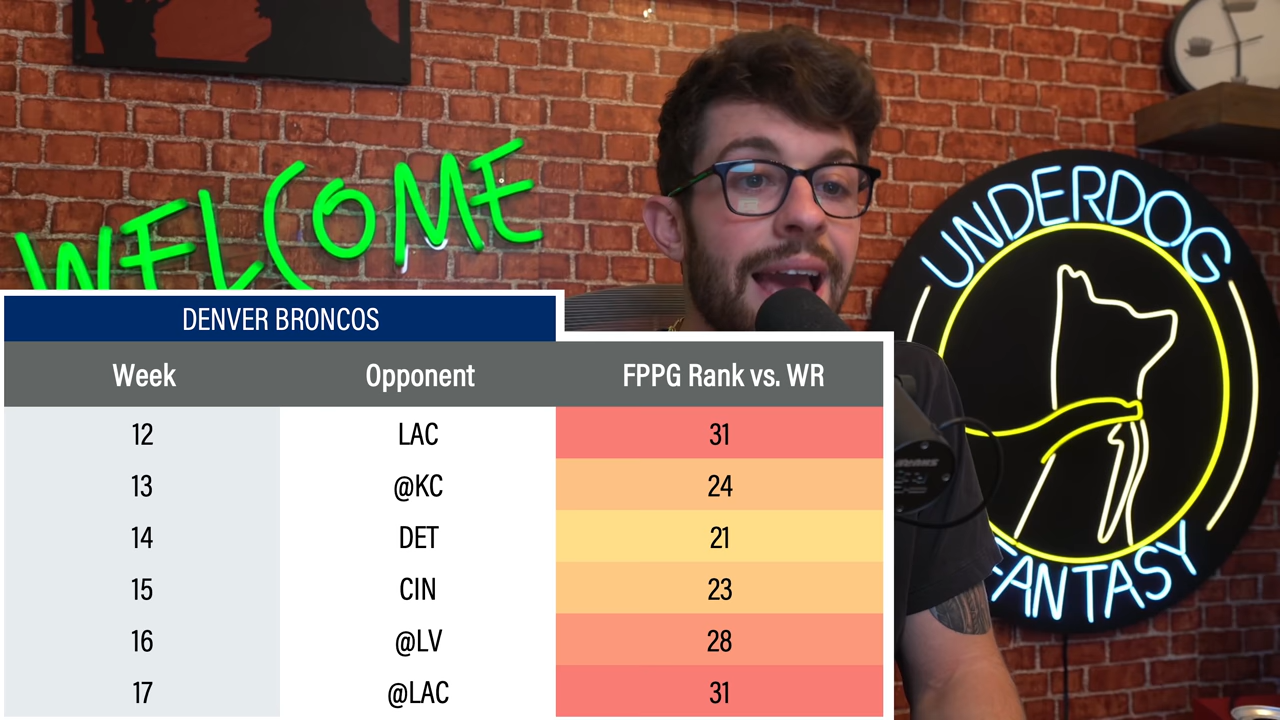 WELCOME
UNDERDOG
FANTASY
DENVER BRONCOS
Week Opponent FPPG Rank vs. WR
12 LAC 31
13 @KC 24
14 DET 21
15 CIN 23
16 @LV 28
17 @LAC 31